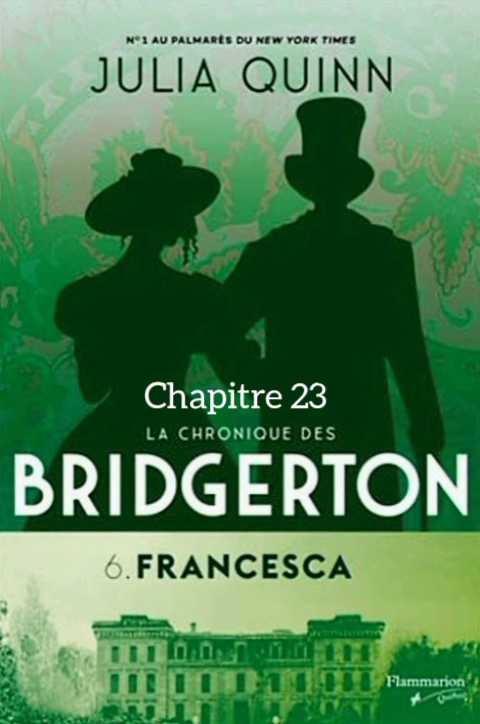 Nº 1 AU PALMARÈS DU NEW YORK TIMES
JULIA QUINN
Chapitre 23
LA CHRONIQUE DES
BRIDGERTON
6. FRANCESCA
Flammarion
Québec